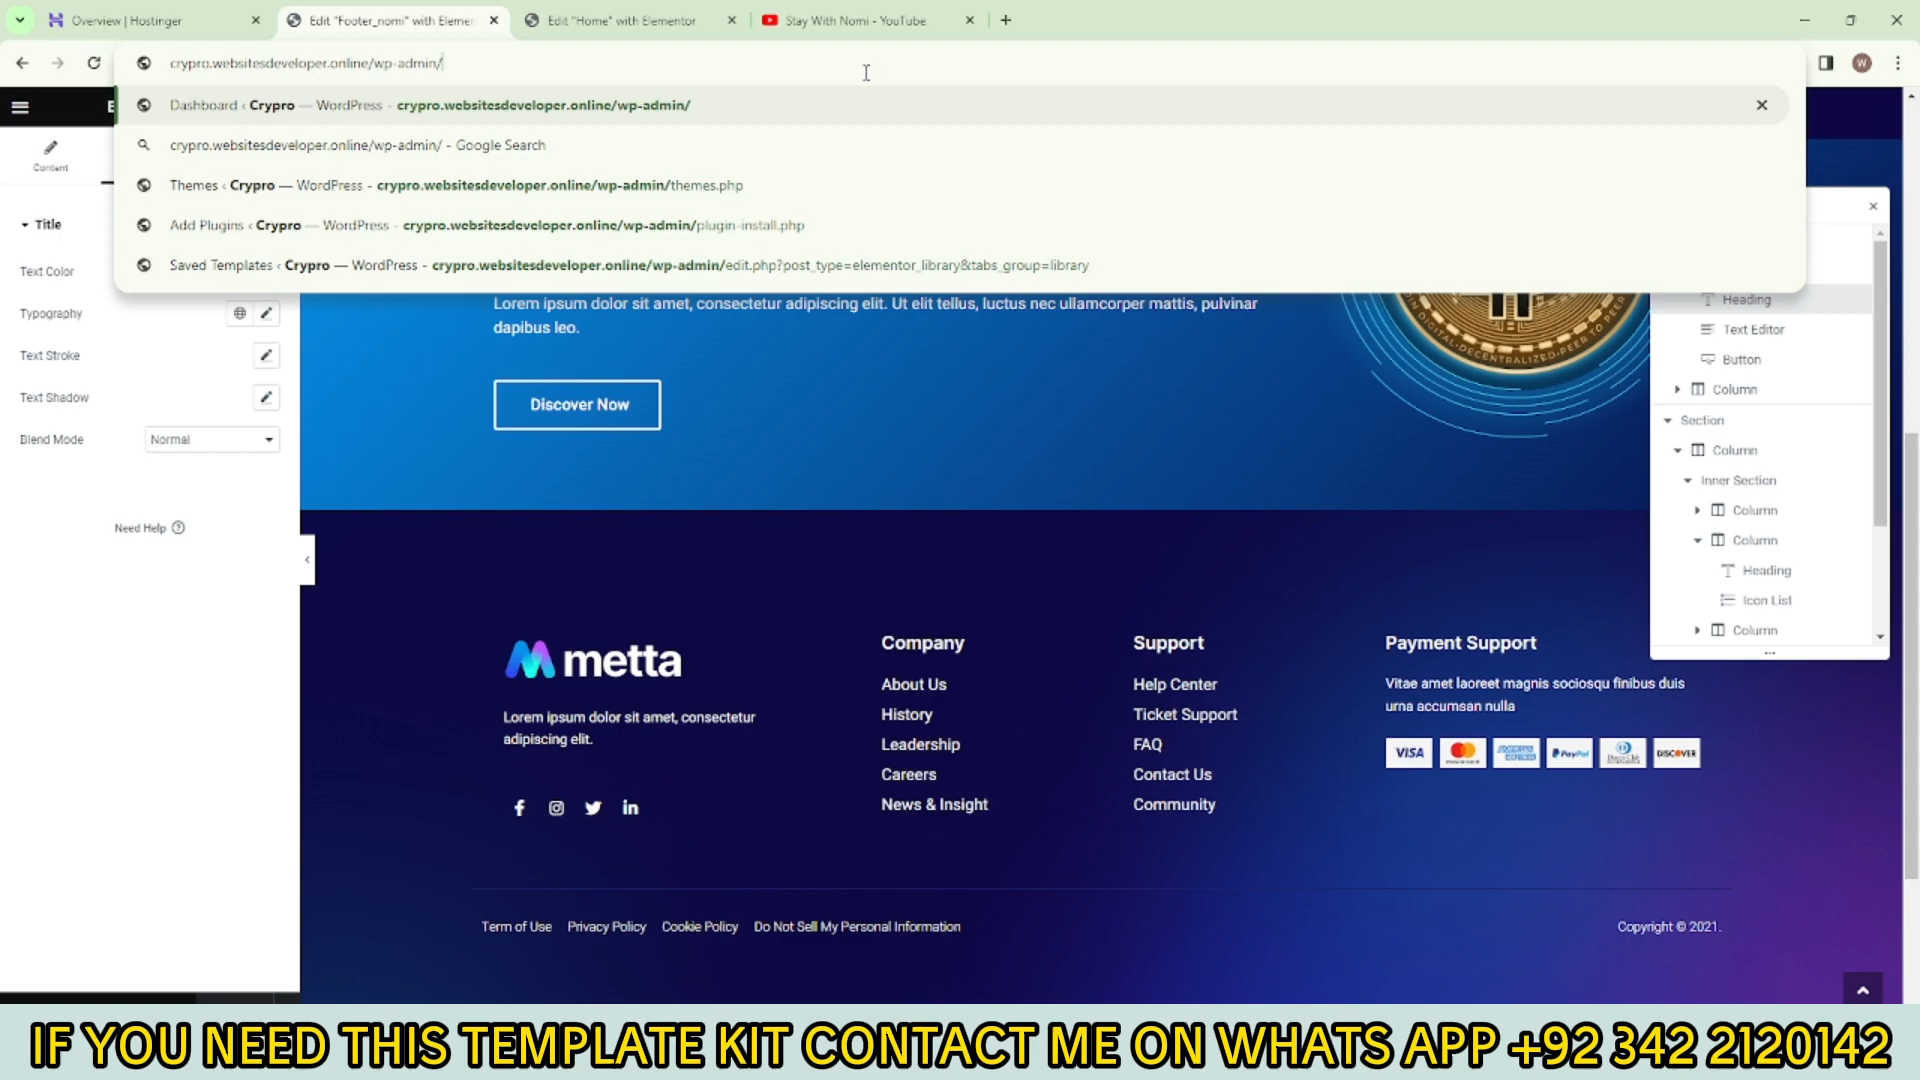 Overview | Hostinger
Edit "Footer_nomi" with Elemen
Edit "Home" with Elementor
Stay With Nomi - YouTube
crypro.websitesdeveloper.online/wp-admin/
W
Dashboard ‹ Crypro — WordPress - crypro.websitesdeveloper.online/wp-admin/
crypro.websitesdeveloper.online/wp-admin/ - Google Search
Themes ‹ Crypro — WordPress - crypro.websitesdeveloper.online/wp-admin/themes.php
Add Plugins ‹ Crypro — WordPress - crypro.websitesdeveloper.online/wp-admin/plugin-install.php
Saved Templates ‹ Crypro — WordPress - crypro.websitesdeveloper.online/wp-admin/edit.php?post_type=elementor_library&tabs_group=library
Content
Title
Text Color
Typography
Text Stroke
Text Shadow
Blend Mode
Normal
Need Help
Lorem ipsum dolor sit amet, consectetur adipiscing elit. Ut elit tellus, luctus nec ullamcorper mattis, pulvinar
dapibus leo.
Discover Now
Heading
Text Editor
Button
Column
Section
Column
Inner Section
Column
Column
Heading
Icon List
Column
metta
Lorem ipsum dolor sit amet, consectetur
adipiscing elit.
Company
About Us
History
Leadership
Careers
News & Insight
Support
Help Center
Ticket Support
FAQ
Contact Us
Community
Payment Support
Vitae amet laoreet magnis sociosqu finibus duis
urna accumsan nulla
VISA
PayPal
DISCOVER
Term of Use
Privacy Policy
Cookie Policy
Do Not Sell My Personal Information
Copyright © 2021.
IF YOU NEED THIS TEMPLATE KIT CONTACT ME ON WHATS APP +92 342 2120142